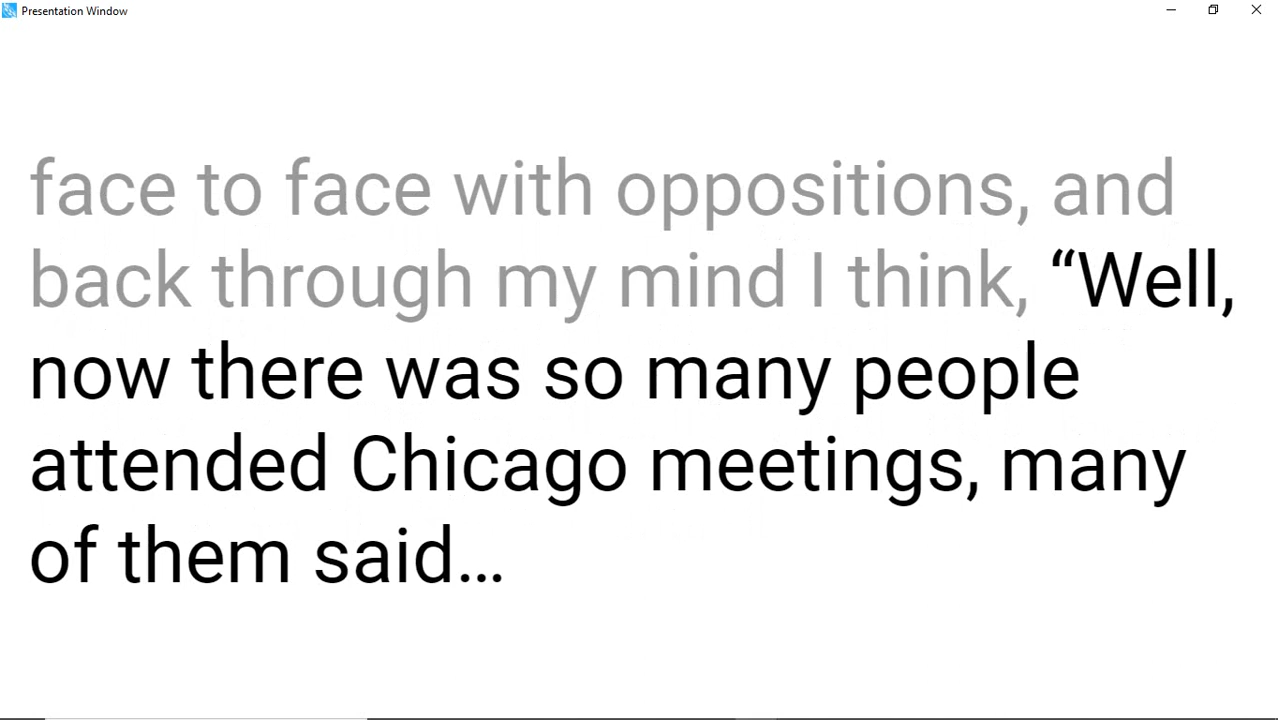 Presentation Window
face to face with oppositions, and
back through my mind I think, “Well,
now there was so many people
attended Chicago meetings, many
of them said…